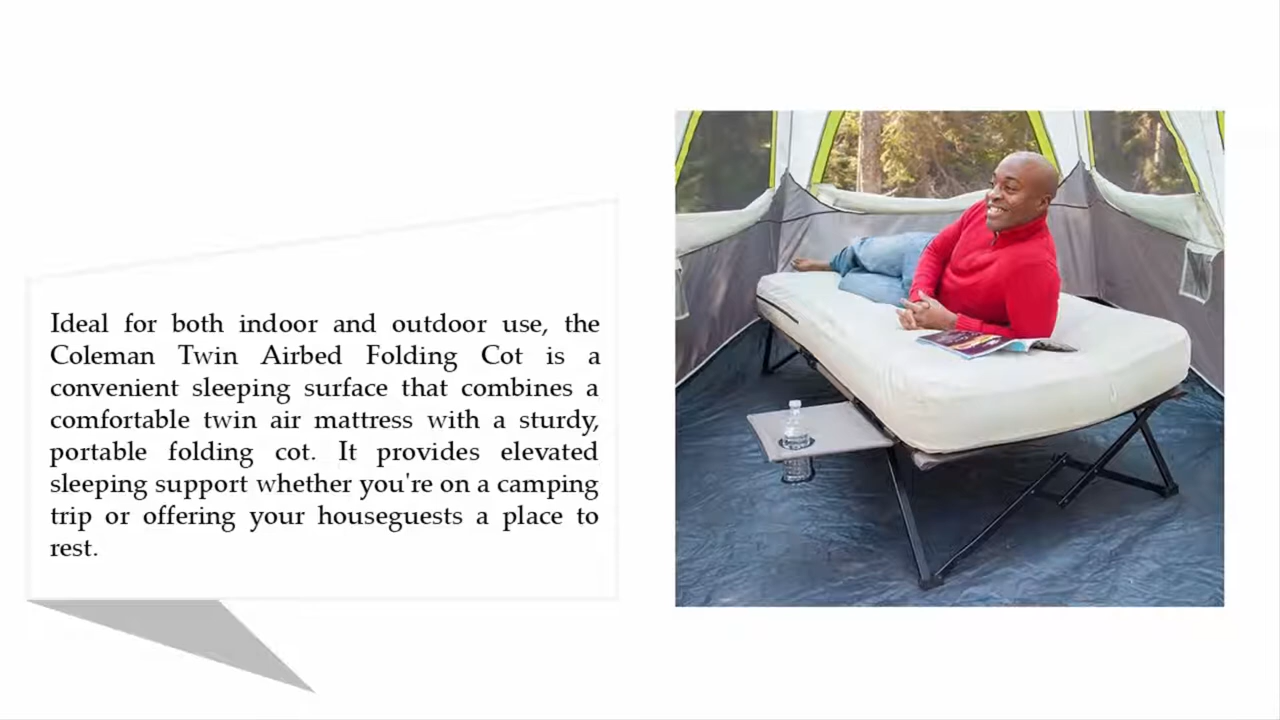 Ideal for both indoor and outdoor use, the
Coleman Twin Airbed Folding Cot is a
convenient sleeping surface that combines a
comfortable twin air mattress with a sturdy,
portable folding cot. It provides elevated
sleeping support whether you're on a camping
trip or offering your houseguests a place to
rest.